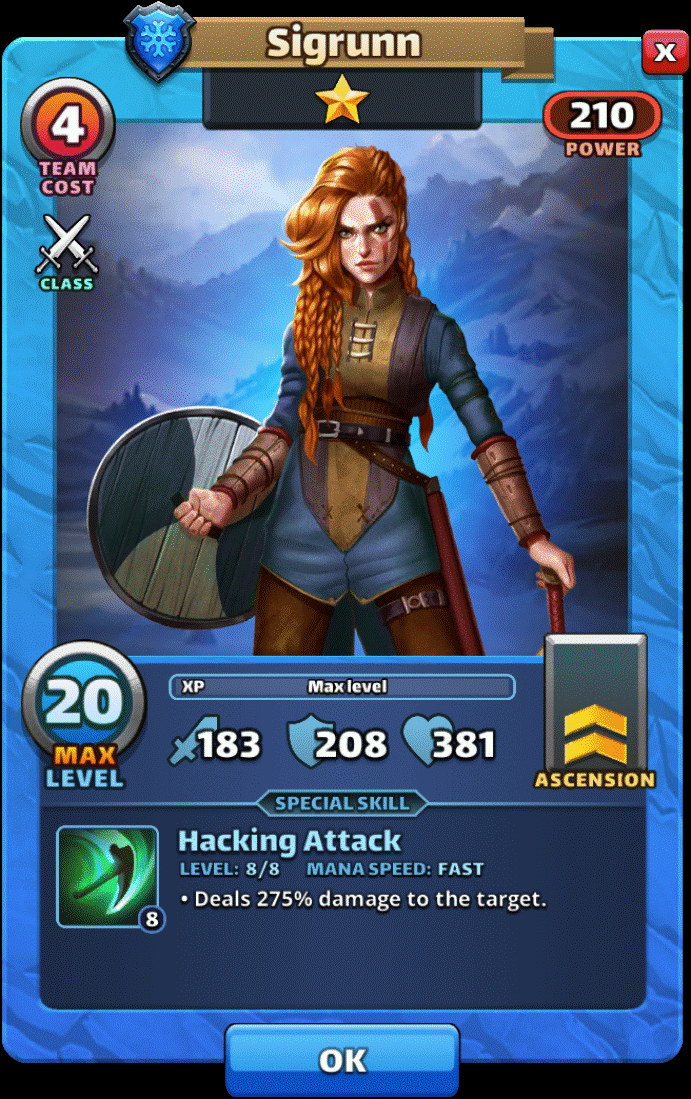 Sigrunn
X
4
TEAM
COST
210
POWER
CLASS
20
MAX
LEVEL
XP Max level
183 208 381
ASCENSION
SPECIAL SKILL
Hacking Attack
LEVEL: 8/8 MANA SPEED: FAST
• Deals 275% damage to the target.
8
OK